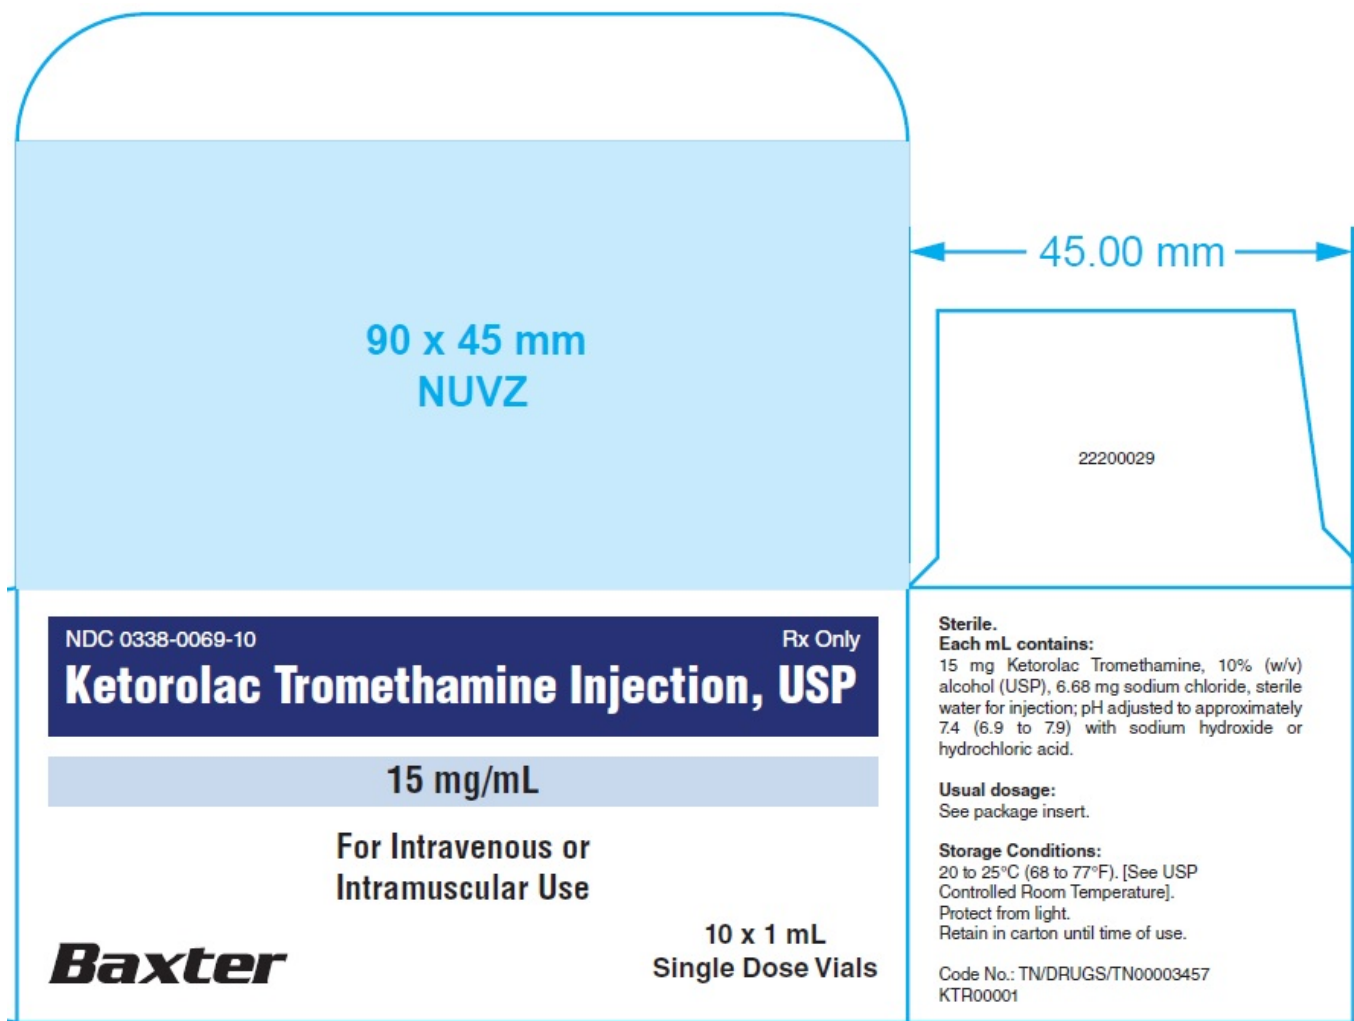 45.00 mm
90 x 45 mm
NUVZ
22200029
NDC 0338-0069-10 Rx Only
Ketorolac Tromethamine Injection, USP
15 mg/mL
For Intravenous or
Intramuscular Use
10 x 1 mL
Single Dose Vials
Baxter
Sterile.
Each mL contains:
15 mg Ketorolac Tromethamine, 10% (w/v)
alcohol (USP), 6.68 mg sodium chloride, sterile
water for injection; pH adjusted to approximately
7.4 (6.9 to 7.9) with sodium hydroxide or
hydrochloric acid.
Usual dosage:
See package insert.
Storage Conditions:
20 to 25°C (68 to 77°F). [See USP
Controlled Room Temperature].
Protect from light.
Retain in carton until time of use.
Code No.: TN/DRUGS/TN00003457
KTR00001